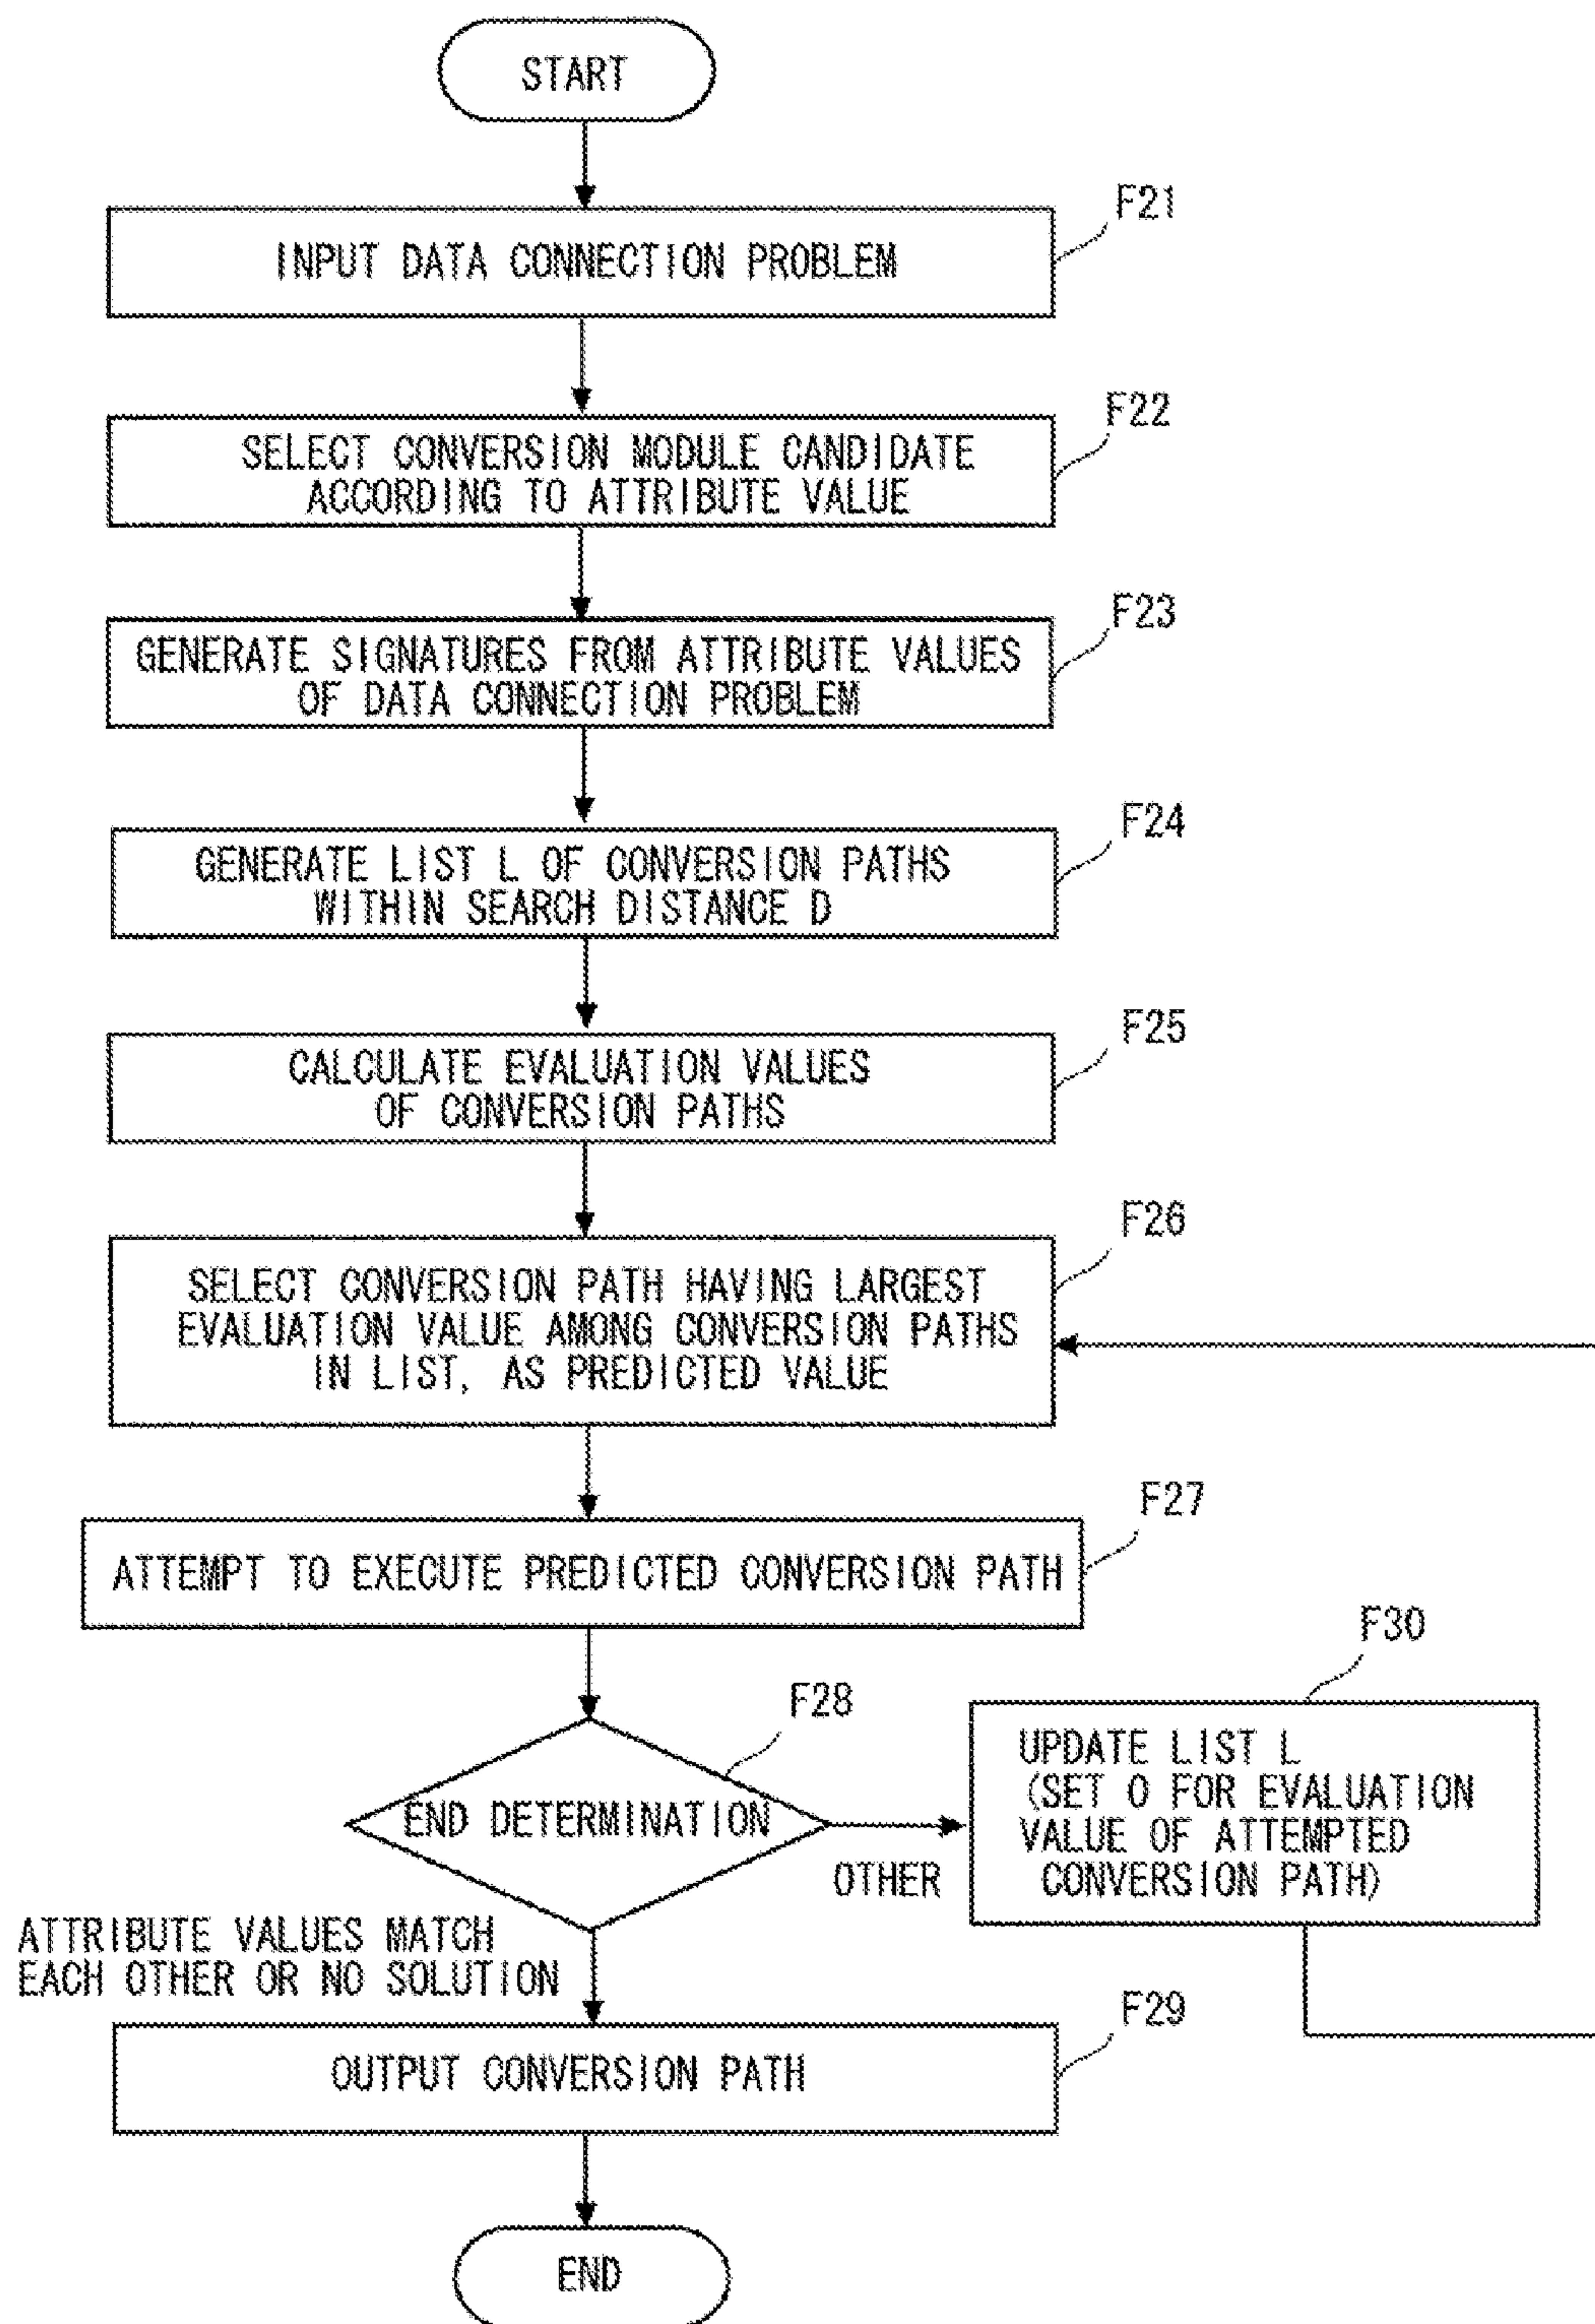 START
F21
INPUT DATA CONNECTION PROBLEM
F22
SELECT CONVERSION MODULE CANDIDATE
ACCORDING TO ATTRIBUTE VALUE
F23
GENERATE SIGNATURES FROM ATTRIBUTE VALUES
OF DATA CONNECTION PROBLEM
F24
GENERATE LIST L OF CONVERSION PATHS
WITHIN SEARCH DISTANCE D
F25
CALCULATE EVALUATION VALUES
OF CONVERSION PATHS
F26
SELECT CONVERSION PATH HAVING LARGEST
EVALUATION VALUE AMONG CONVERSION PATHS
IN LIST, AS PREDICTED VALUE
F27
ATTEMPT TO EXECUTE PREDICTED CONVERSION PATH
F28
END DETERMINATION
OTHER
F30
UPDATE LIST L
(SET 0 FOR EVALUATION
VALUE OF ATTEMPTED
CONVERSION PATH)
ATTRIBUTE VALUES MATCH
EACH OTHER OR NO SOLUTION
F29
OUTPUT CONVERSION PATH
END